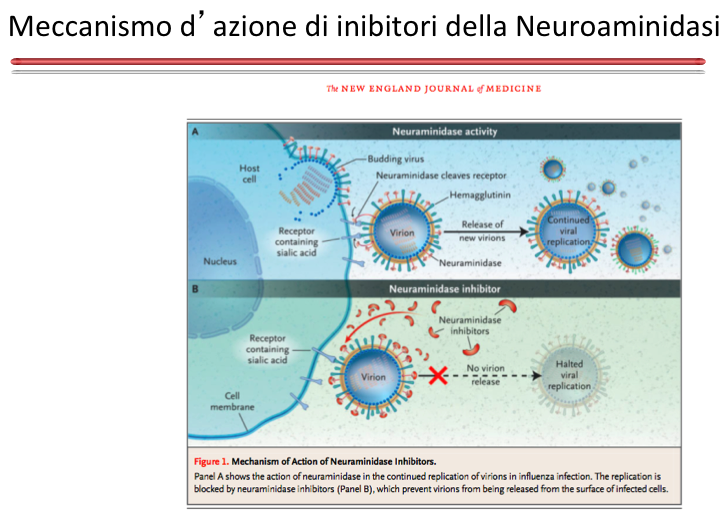 Meccanismo d’azione di inibitori della Neuroaminidasi
The NEW ENGLAND JOURNAL of MEDICINE
A
Neuraminidase activity
Host
cell
Budding virus
Neuraminidase cleaves receptor
Hemagglutinin
Receptor
containing
sialic acid
Virion
Release of
new virions
Continued
viral
replication
Nucleus
Neuraminidase
B
Neuraminidase inhibitor
Neuraminidase
inhibitors
Receptor
containing
sialic acid
Virion
No virion
release
Halted
viral
replication
Cell
membrane
Figure 1. Mechanism of Action of Neuraminidase Inhibitors.
Panel A shows the action of neuraminidase in the continued replication of virions in influenza infection. The replication is
blocked by neuraminidase inhibitors (Panel B), which prevent virions from being released from the surface of infected cells.